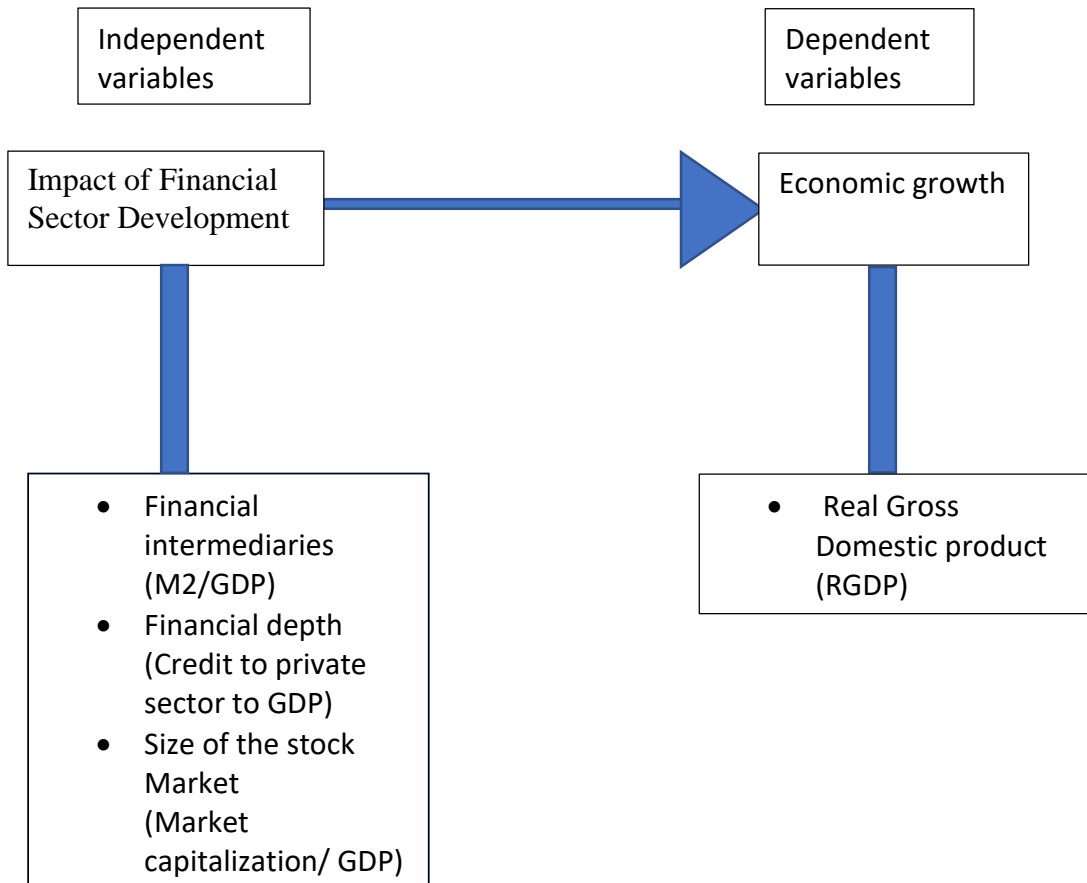 Independent
variables
Dependent
variables
Impact of Financial
Sector Development
Economic growth
• Financial
intermediaries
(M2/GDP)
• Financial depth
(Credit to private
sector to GDP)
• Size of the stock
Market
(Market
capitalization/ GDP)
• Real Gross
Domestic product
(RGDP)